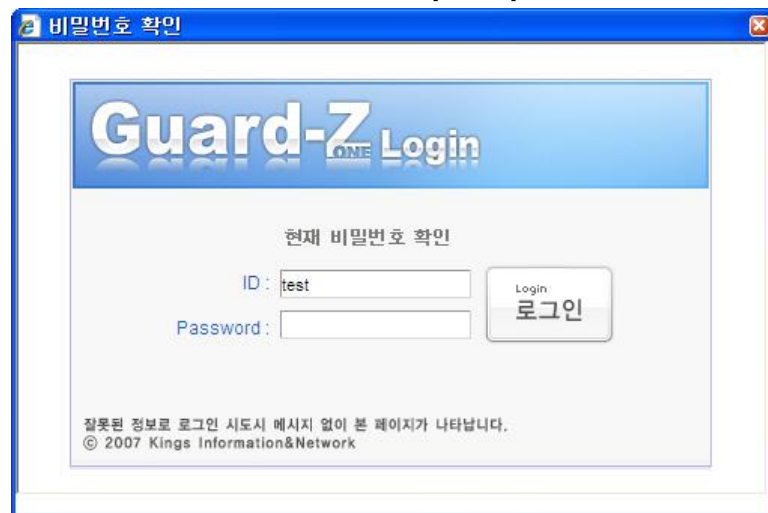 비밀번호 확인
Guard-ZONE Login
현재 비밀번호 확인
ID : test
Login
로그인
Password :
잘못된 정보로 로그인 시도시 메시지 없이 본 페이지가 나타납니다.
© 2007 Kings Information&Network